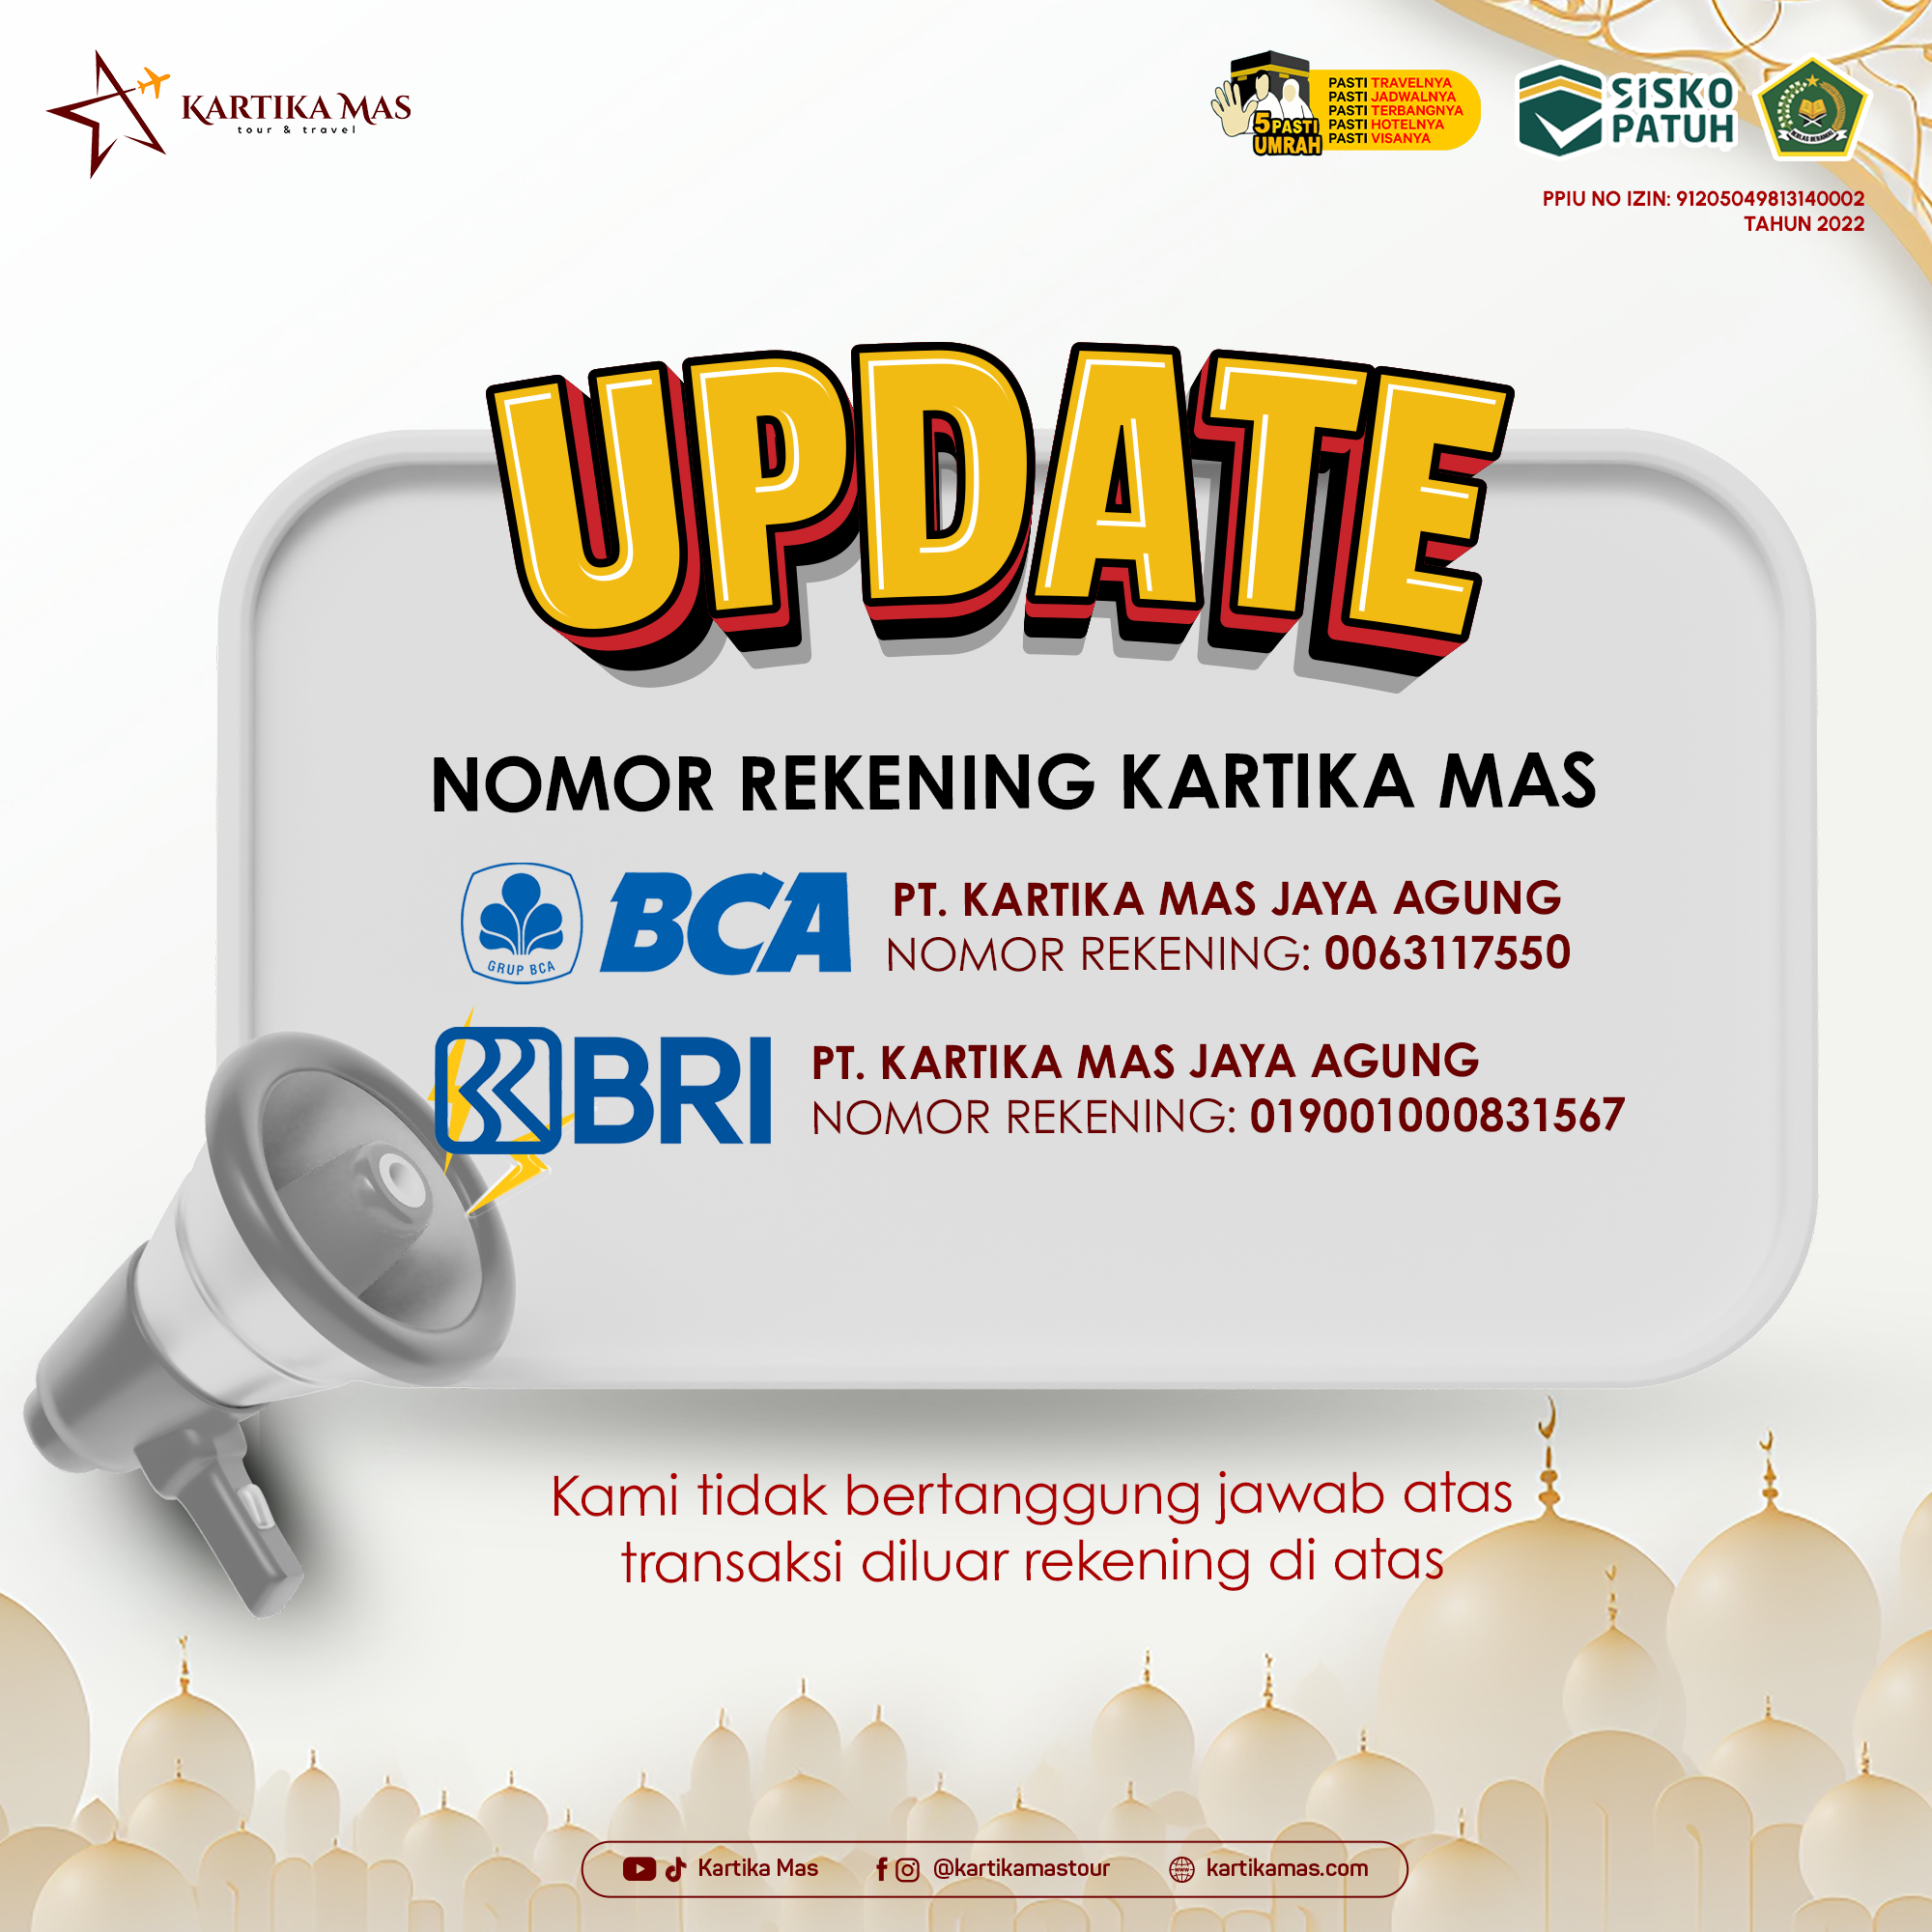 KARTIKA MAS
tour & travel
5 PASTI
UMRAH
PASTI TRAVELNYA
PASTI JADWALNYA
PASTI TERBANGNYA
PASTI HOTELNYA
PASTI VISANYA
SISKO
PATUH
IKHLAS BERAMAL
PPIU NO IZIN: 91205049813140002
TAHUN 2022
UPDATE
NOMOR REKENING KARTIKA MAS
GRUP BCA
BCA
PT. KARTIKA MAS JAYA AGUNG
NOMOR REKENING: 0063117550
BRI
PT. KARTIKA MAS JAYA AGUNG
NOMOR REKENING: 019001000831567
Kami tidak bertanggung jawab atas
transaksi diluar rekening di atas
Kartika Mas
@kartikamastour
kartikamas.com